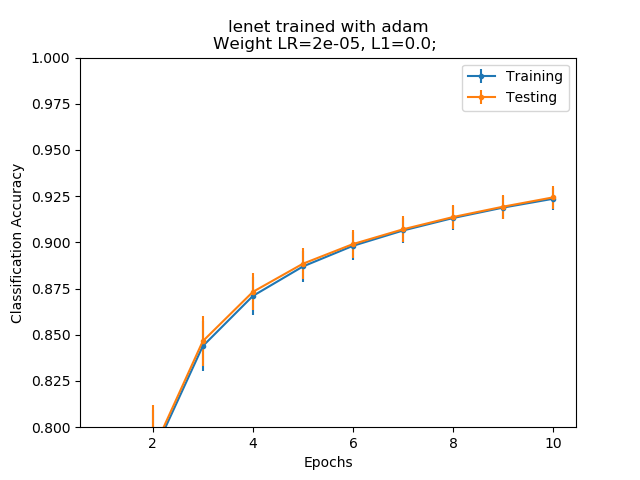 lenet trained with adam
Weight LR=2e-05, L1=0.0;
1.000
0.975
0.950
0.925
0.900
0.875
0.850
0.825
0.800
Classification Accuracy
Training
Testing
2
4
6
8
10
Epochs